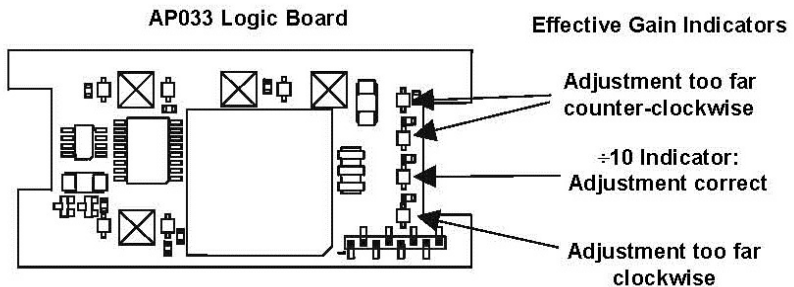 AP033 Logic Board
Effective Gain Indicators
Adjustment too far
counter-clockwise
÷10 Indicator:
Adjustment correct
Adjustment too far
clockwise